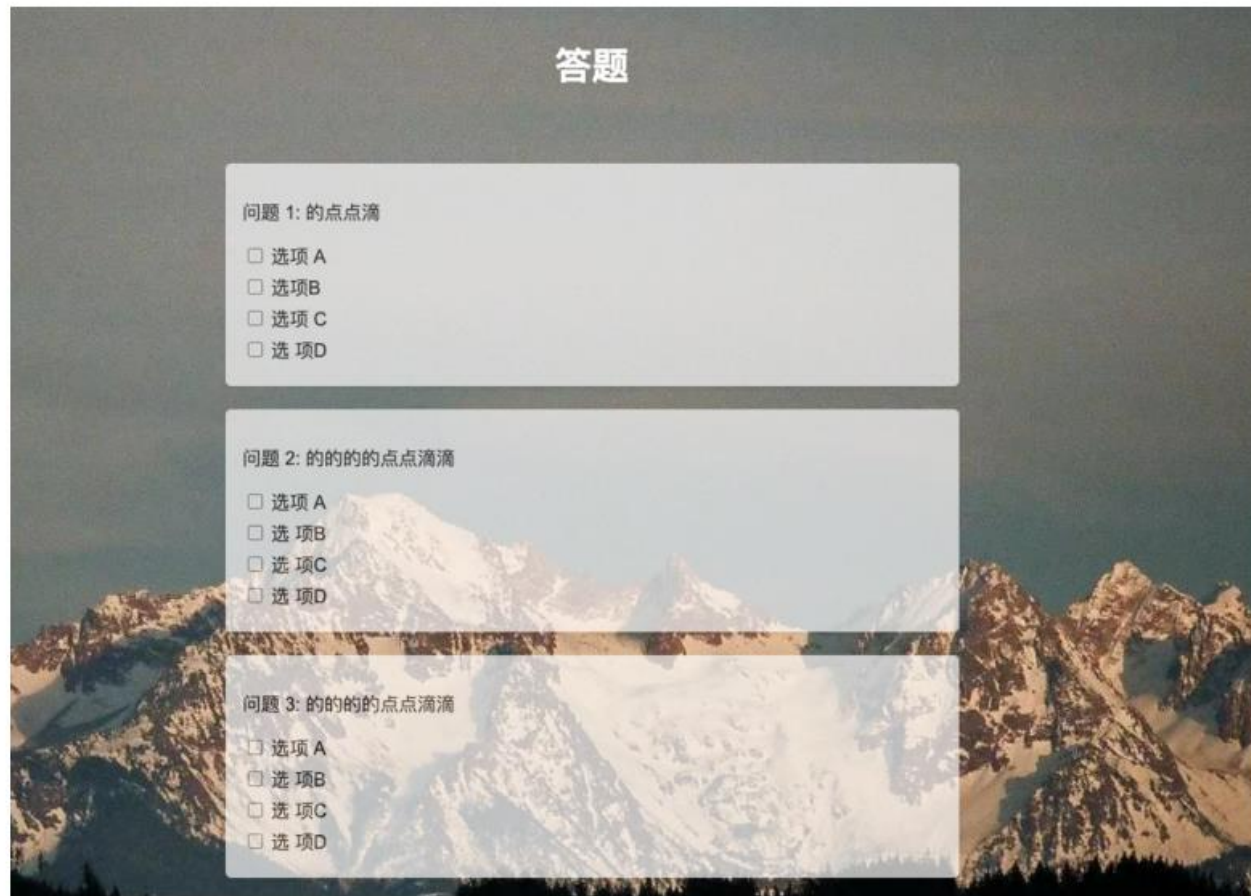 答题
问题 1: 的点点滴
选项 A
选项B
选项 C
选 项D
问题 2: 的的的的点点滴滴
选项 A
选 项B
选 项C
选 项D
问题 3: 的的的的点点滴滴
选项 A
选 项B
选 项C
选 项D